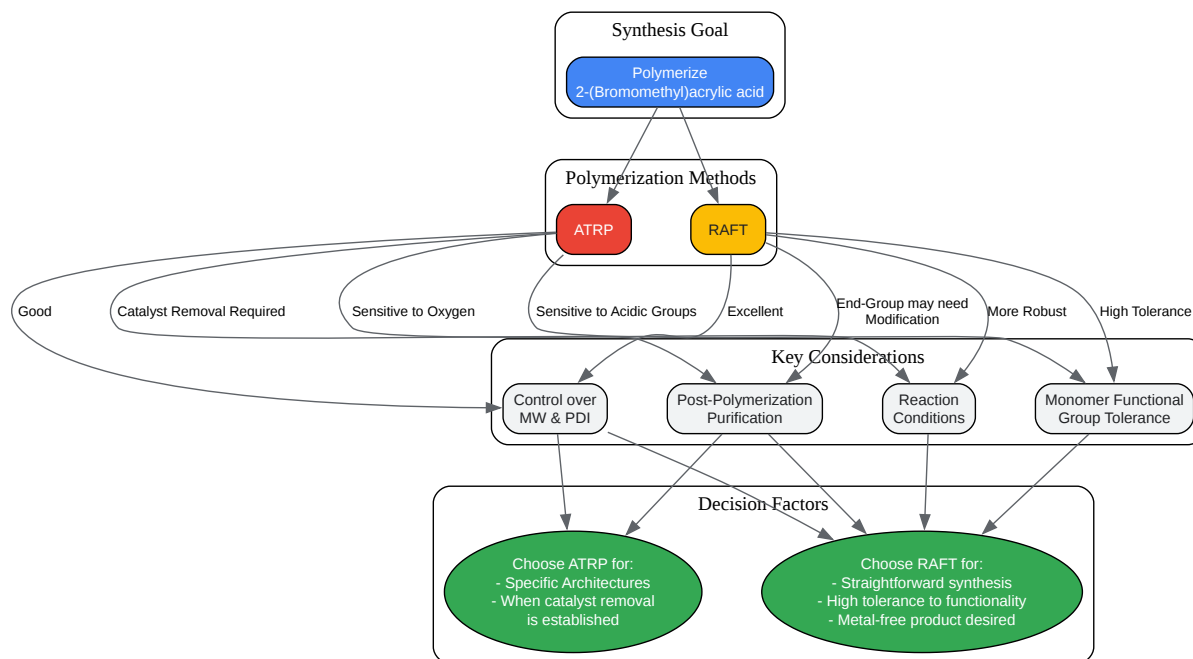 Synthesis Goal
Polymerize
2-(Bromomethyl)acrylic acid
Polymerization Methods
ATRP
RAFT
Good
Catalyst Removal Required
Sensitive to Oxygen
Sensitive to Acidic Groups
Excellent
End-Group may need
Modification
More Robust
High Tolerance
Key Considerations
Control over
MW & PDI
Post-Polymerization
Purification
Reaction
Conditions
Monomer Functional
Group Tolerance
Decision Factors
Choose ATRP for:
- Specific Architectures
- When catalyst removal
is established
Choose RAFT for:
- Straightforward synthesis
- High tolerance to functionality
- Metal-free product desired